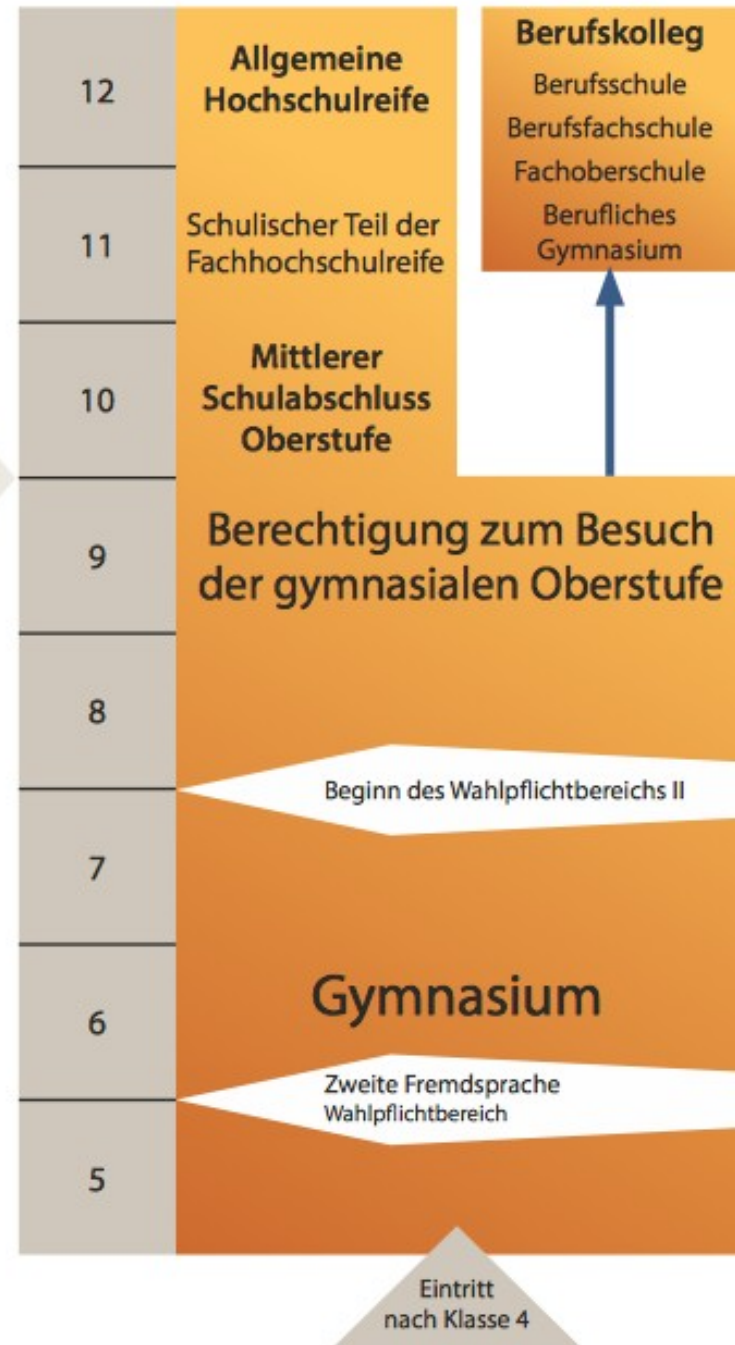 12
Allgemeine
Hochschulreife
Berufskolleg
Berufsschule
Berufsfachschule
Fachoberschule
Berufliches
Gymnasium
11
Schulischer Teil der
Fachhochschulreife
10
Mittlerer
Schulabschluss
Oberstufe
9
Berechtigung zum Besuch
der gymnasialen Oberstufe
8
Beginn des Wahlpflichtbereichs II
7
Gymnasium
6
Zweite Fremdsprache
Wahlpflichtbereich
5
Eintritt
nach Klasse 4